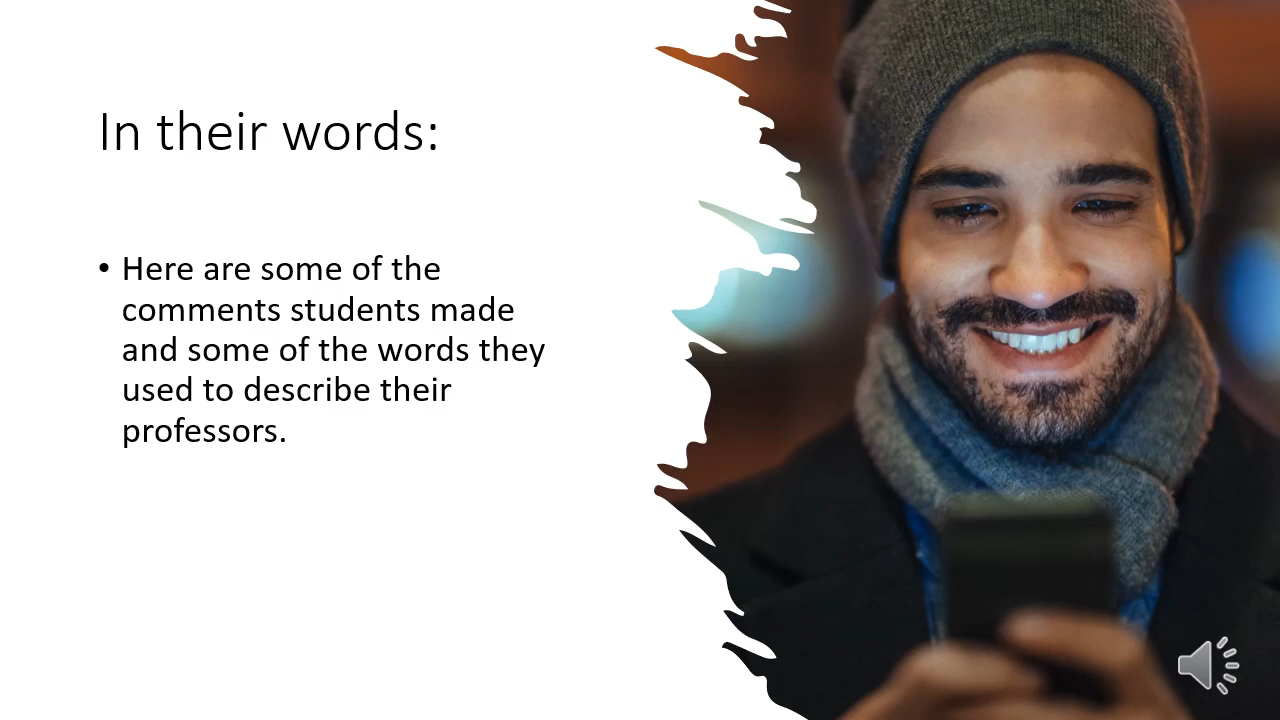 In their words:
• Here are some of the
comments students made
and some of the words they
used to describe their
professors.